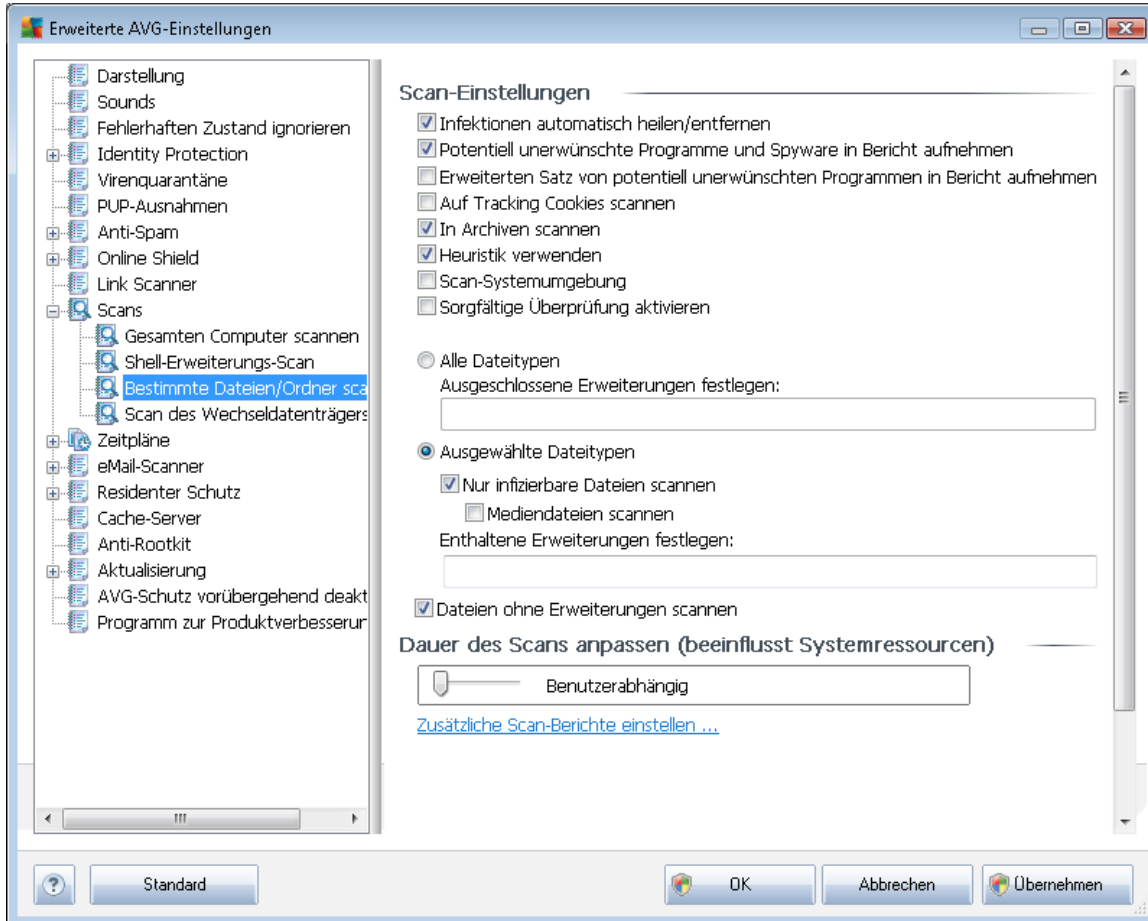 Erweiterte AVG-Einstellungen
Darstellung
Sounds
Fehlerhaften Zustand ignorieren
Identity Protection
Virenquarantäne
PUP-Ausnahmen
Anti-Spam
Online Shield
Link Scanner
Scans
Gesamten Computer scannen
Shell-Erweiterungs-Scan
Bestimmte Dateien/Ordner sca
Scan des Wechseldatenträgers
Zeitpläne
eMail-Scanner
Residenter Schutz
Cache-Server
Anti-Rootkit
Aktualisierung
AVG-Schutz vorübergehend deakt
Programm zur Produktverbesserur
Scan-Einstellungen
Infektionen automatisch heilen/entfernen
Potentiell unerwünschte Programme und Spyware in Bericht aufnehmen
Erweiterten Satz von potentiell unerwünschten Programmen in Bericht aufnehmen
Auf Tracking Cookies scannen
In Archiven scannen
Heuristik verwenden
Scan-Systemumgebung
Sorgfältige Überprüfung aktivieren
Alle Dateitypen
Ausgeschlossene Erweiterungen festlegen:
Ausgewählte Dateitypen
Nur infizierbare Dateien scannen
Mediendateien scannen
Enthaltene Erweiterungen festlegen:
Dateien ohne Erweiterungen scannen
Dauer des Scans anpassen (beeinflusst Systemressourcen)
Benutzerabhängig
Zusätzliche Scan-Berichte einstellen ...
? Standard OK Abbrechen Übernehmen